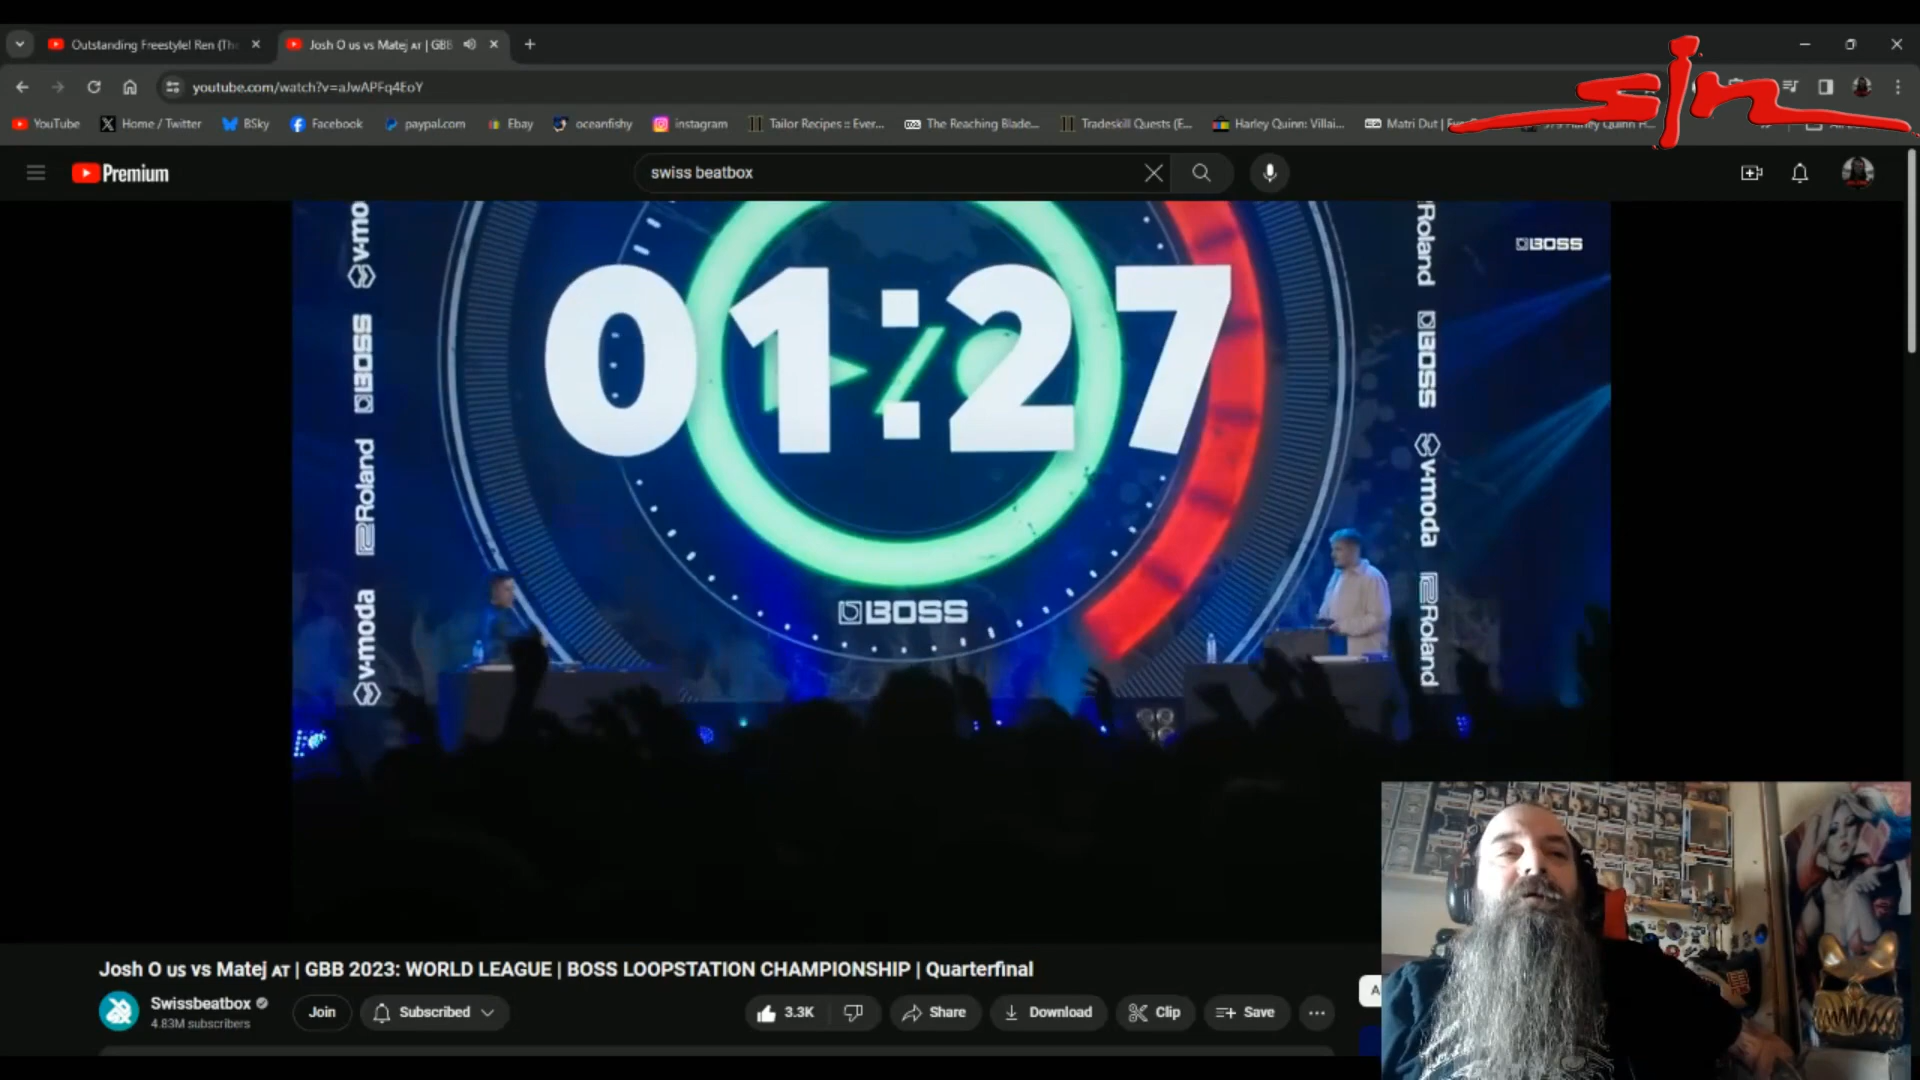 Outstanding Freestyle! Ren (Th
Josh O us vs Matej AT | GBB
sin
youtube.com/watch?v=aJwAPFq4EoY
YouTube
Home / Twitter
BSky
Facebook
paypal.com
Ebay
oceanfishy
instagram
Tailor Recipes :: Ever...
The Reaching Blade...
Tradeskill Quests (E...
Harley Quinn: Villai...
Premium
swiss beatbox
v-mo
BOSS
Roland
v-moda
01:27
BOSS
Roland
BOSS
v-moda
Roland
BOSS
Josh O US vs Matej AT | GBB 2023: WORLD LEAGUE | BOSS LOOPSTATION CHAMPIONSHIP | Quarterfinal
Swissbeatbox
4.83M subscribers
Join
Subscribed
3.3K
Share
Download
Clip
Save
A